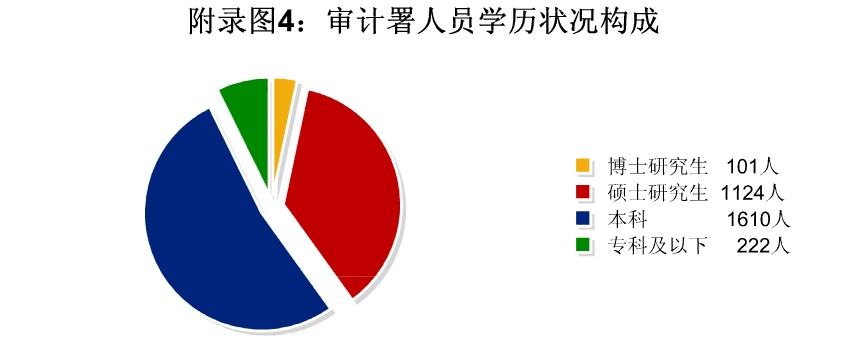 附录图4：审计署人员学历状况构成
博士研究生 101人
硕士研究生 1124人
本科 1610人
专科及以下 222人